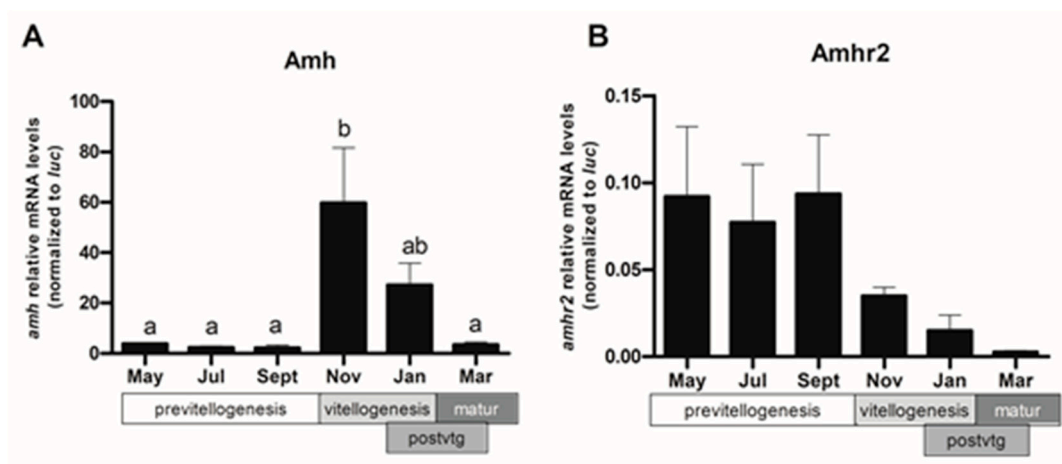 A
Amh
amh relative mRNA levels
(normalized to luc)
100
80
60
40
20
0
a
a
a
b
ab
a
May Jul Sept Nov Jan Mar
previtellogenesis vitellogenesis matur
postvtg
B
Amhr2
amhr2 relative mRNA levels
(normalized to luc)
0.15
0.10
0.05
0.00
May Jul Sept Nov Jan Mar
previtellogenesis vitellogenesis matur
postvtg